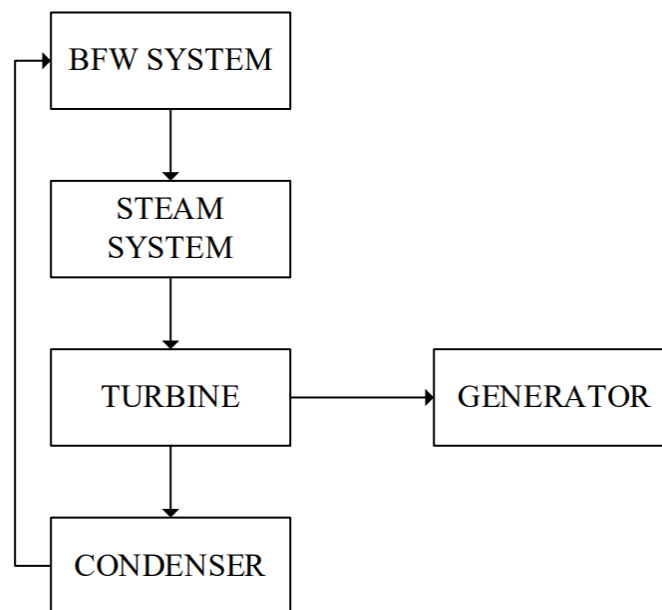 BFW SYSTEM
STEAM
SYSTEM
TURBINE
GENERATOR
CONDENSER